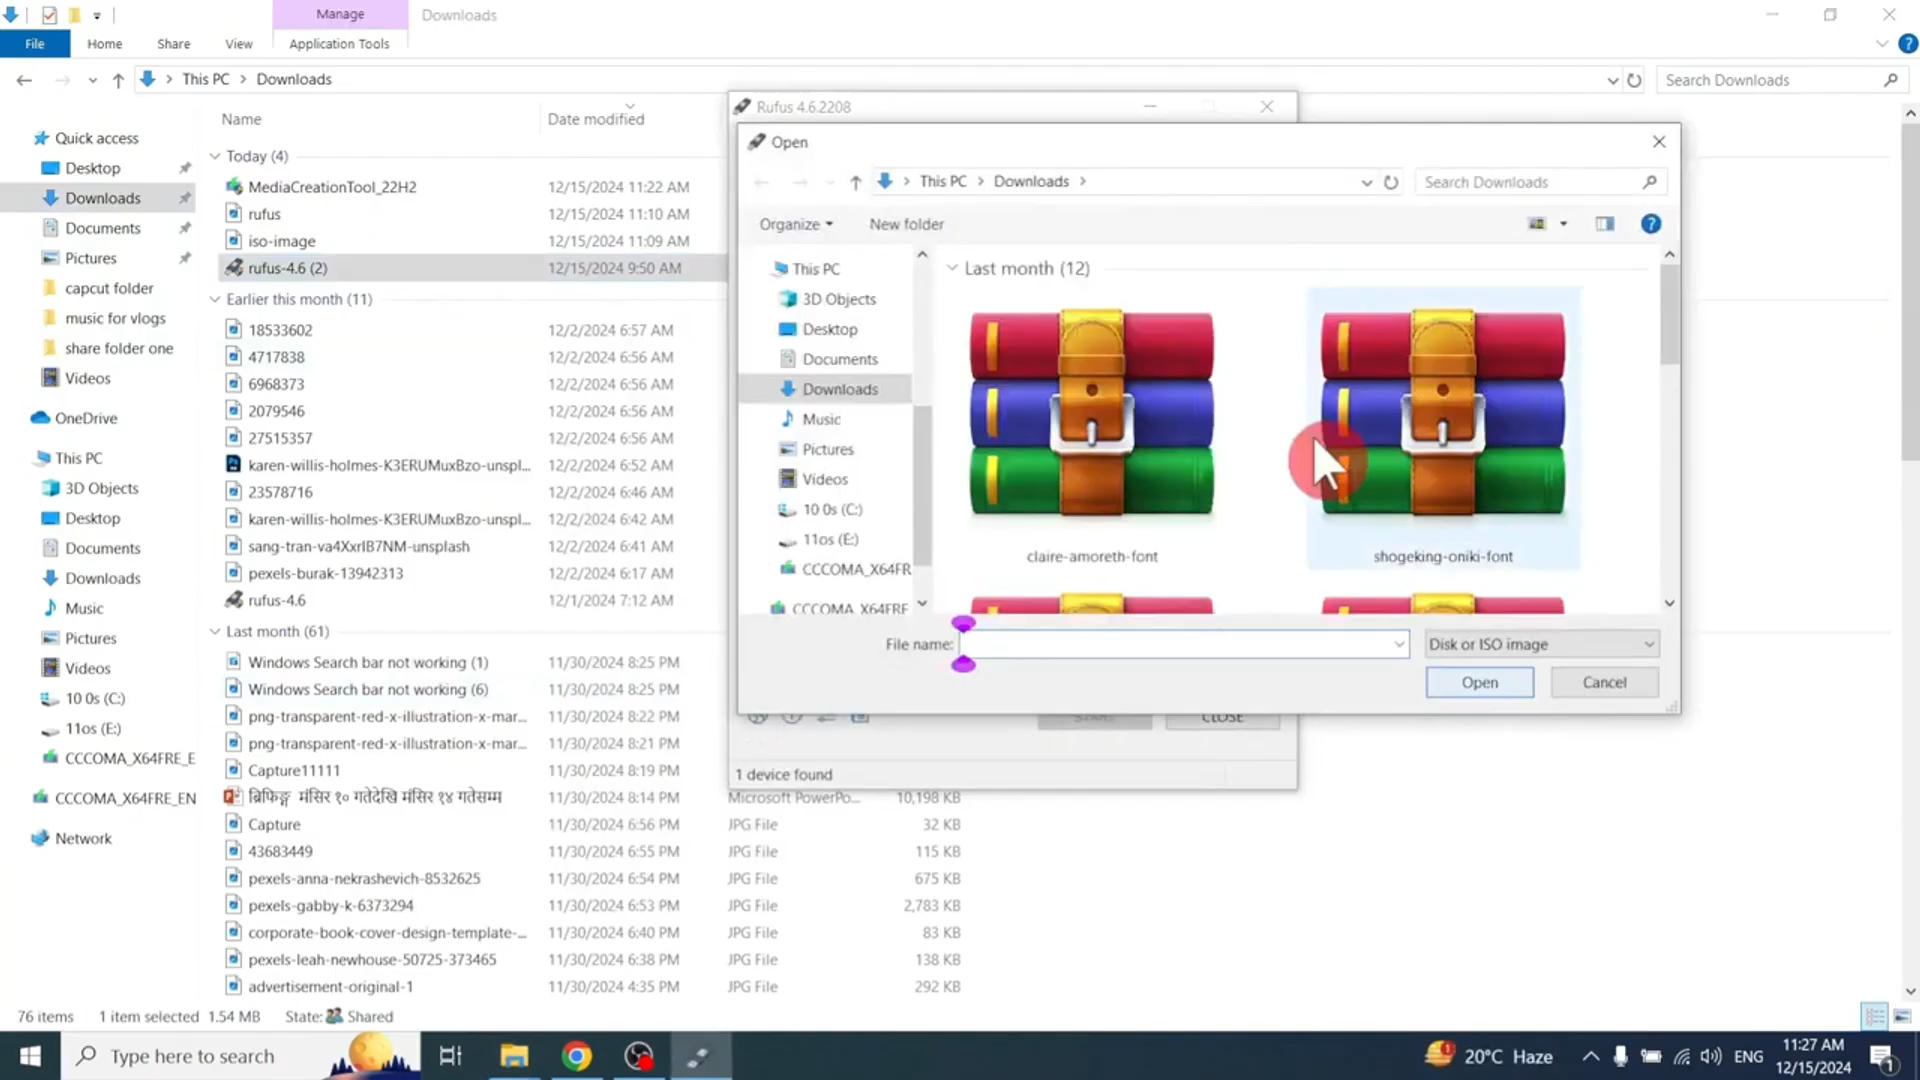 Manage
Downloads
File
Home
Share
View
Application Tools
This PC
Downloads
Search Downloads
Name
Date modified
Quick access
Desktop
Downloads
Documents
Pictures
capcut folder
music for vlogs
share folder one
Videos
OneDrive
This PC
3D Objects
Desktop
Documents
Downloads
Music
Pictures
Videos
10 0s (C:)
11os (E:)
CCCOMA_X64FRE_E
CCCOMA_X64FRE_EN
Network
Today (4)
MediaCreationTool_22H2 12/15/2024 11:22 AM
rufus 12/15/2024 11:10 AM
iso-image 12/15/2024 11:09 AM
rufus-4.6 (2) 12/15/2024 9:50 AM
Earlier this month (11)
18533602 12/2/2024 6:57 AM
4717838 12/2/2024 6:56 AM
6968373 12/2/2024 6:56 AM
2079546 12/2/2024 6:56 AM
27515357 12/2/2024 6:56 AM
karen-willis-holmes-K3ERUMuxBzo-unspl... 12/2/2024 6:52 AM
23578716 12/2/2024 6:46 AM
karen-willis-holmes-K3ERUMuxBzo-unspl... 12/2/2024 6:42 AM
sang-tran-va4XxrIB7NM-unsplash 12/2/2024 6:41 AM
pexels-burak-13942313 12/2/2024 6:17 AM
rufus-4.6 12/1/2024 7:12 AM
Last month (61)
Windows Search bar not working (1) 11/30/2024 8:25 PM
Windows Search bar not working (6) 11/30/2024 8:25 PM
png-transparent-red-x-illustration-x-mar... 11/30/2024 8:22 PM
png-transparent-red-x-illustration-x-mar... 11/30/2024 8:21 PM
Capture11111 11/30/2024 8:19 PM
ब्रिफिङ्ग मंसिर १० गतेदेखि मंसिर १४ गतेसम्म 11/30/2024 8:14 PM Microsoft PowerPo... 10,198 KB
Capture 11/30/2024 6:56 PM JPG File 32 KB
43683449 11/30/2024 6:55 PM JPG File 115 KB
pexels-anna-nekrashevich-8532625 11/30/2024 6:54 PM JPG File 675 KB
pexels-gabby-k-6373294 11/30/2024 6:53 PM JPG File 2,783 KB
corporate-book-cover-design-template-... 11/30/2024 6:40 PM JPG File 83 KB
pexels-leah-newhouse-50725-373465 11/30/2024 6:38 PM JPG File 138 KB
advertisement-original-1 11/30/2024 4:35 PM JPG File 292 KB
Rufus 4.6.2208
Open
This PC
Downloads
Search Downloads
Organize
New folder
This PC
3D Objects
Desktop
Documents
Downloads
Music
Pictures
Videos
10 0s (C:)
11os (E:)
CCCOMA_X64FR
CCCOMA_X64FRE
Last month (12)
claire-amoreth-font
shogeking-oniki-font
File name:
Disk or ISO image
Open
Cancel
START
CLOSE
1 device found
76 items
1 item selected 1.54 MB
State: Shared
Type here to search
20°C Haze
ENG
11:27 AM
12/15/2024
1